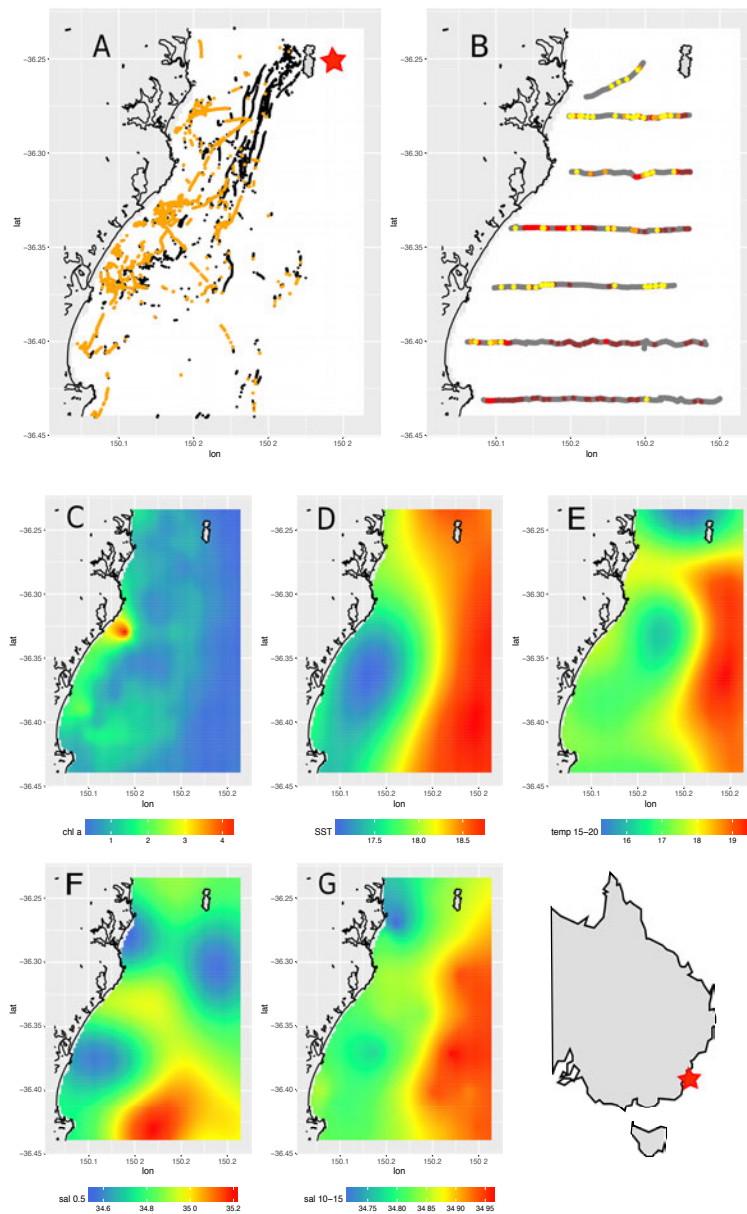 A
B
−36.25
−36.30
−36.35
−36.40
−36.45
lat
150.1
150.2
150.2
150.2
lon
−36.25
−36.30
−36.35
−36.40
−36.45
lat
150.1
150.2
150.2
150.2
lon
C
D
E
−36.25
−36.30
−36.35
−36.40
−36.45
lat
150.1
150.2
150.2
150.2
lon
−36.25
−36.30
−36.35
−36.40
−36.45
lat
150.1
150.2
150.2
150.2
lon
−36.25
−36.30
−36.35
−36.40
−36.45
lat
150.1
150.2
150.2
150.2
lon
chl a
1 2 3 4
SST
17.5 18.0 18.5
temp 15−20
16 17 18 19
F
G
−36.25
−36.30
−36.35
−36.40
−36.45
lat
150.1
150.2
150.2
150.2
lon
−36.25
−36.30
−36.35
−36.40
−36.45
lat
150.1
150.2
150.2
150.2
lon
sal 0.5
34.6 34.8 35.0 35.2
sal 10−15
34.75 34.80 34.85 34.90 34.95